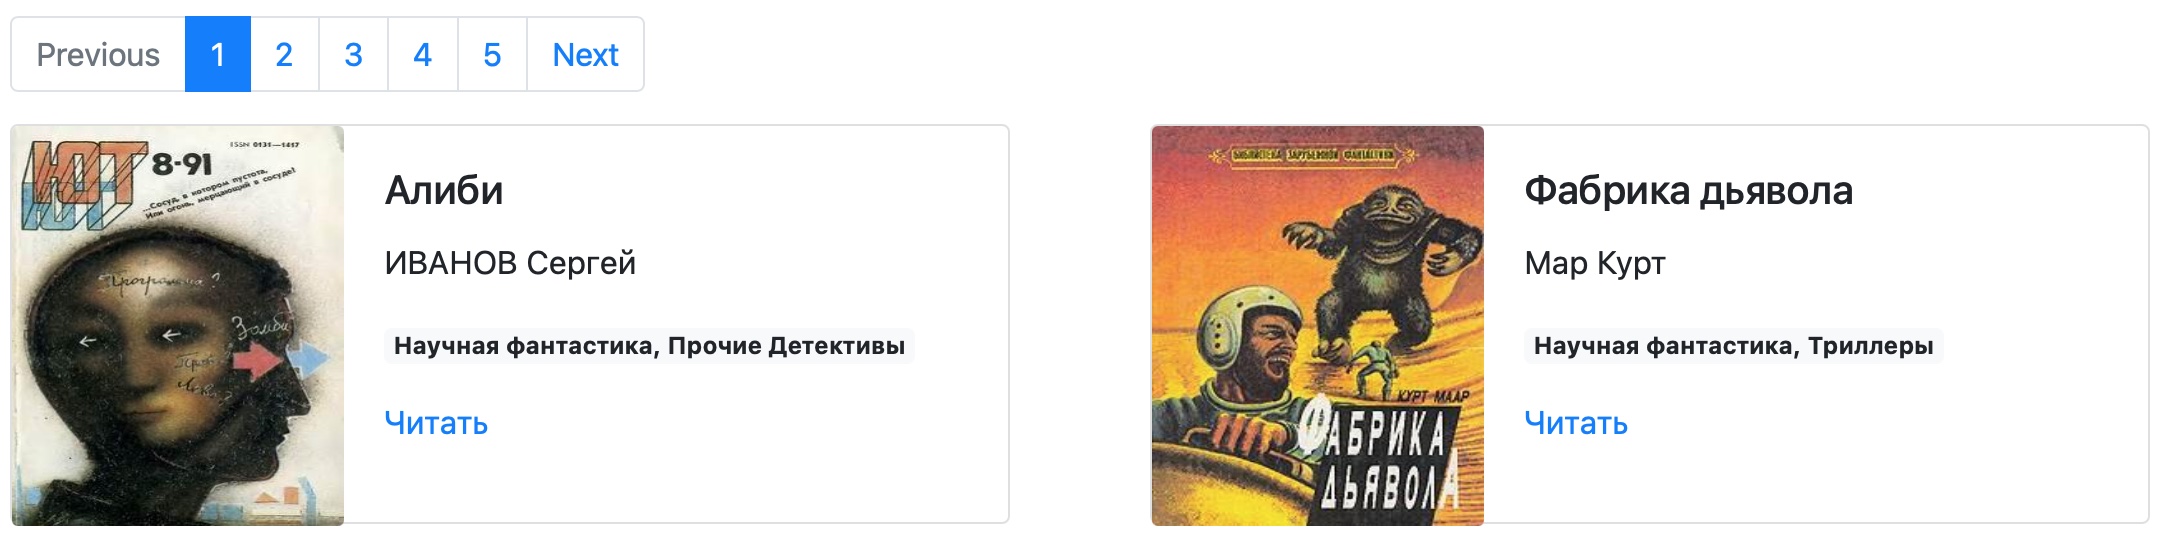 Previous 1 2 3 4 5 Next
ЮТ
8-91
ISSN 0131—1417
...Сосуд, в котором пустота,
Или огонь, мерцающий в сосуде?
Программа?
Зомби?
Алиби
ИВАНОВ Сергей
Научная фантастика, Прочие Детективы
Читать
БИБЛИОТЕКА ЗАРУБЕЖНОЙ ФАНТАСТИКИ
КУРТ МААР
ФАБРИКА
ДЬЯВОЛА
Фабрика дьявола
Мар Курт
Научная фантастика, Триллеры
Читать